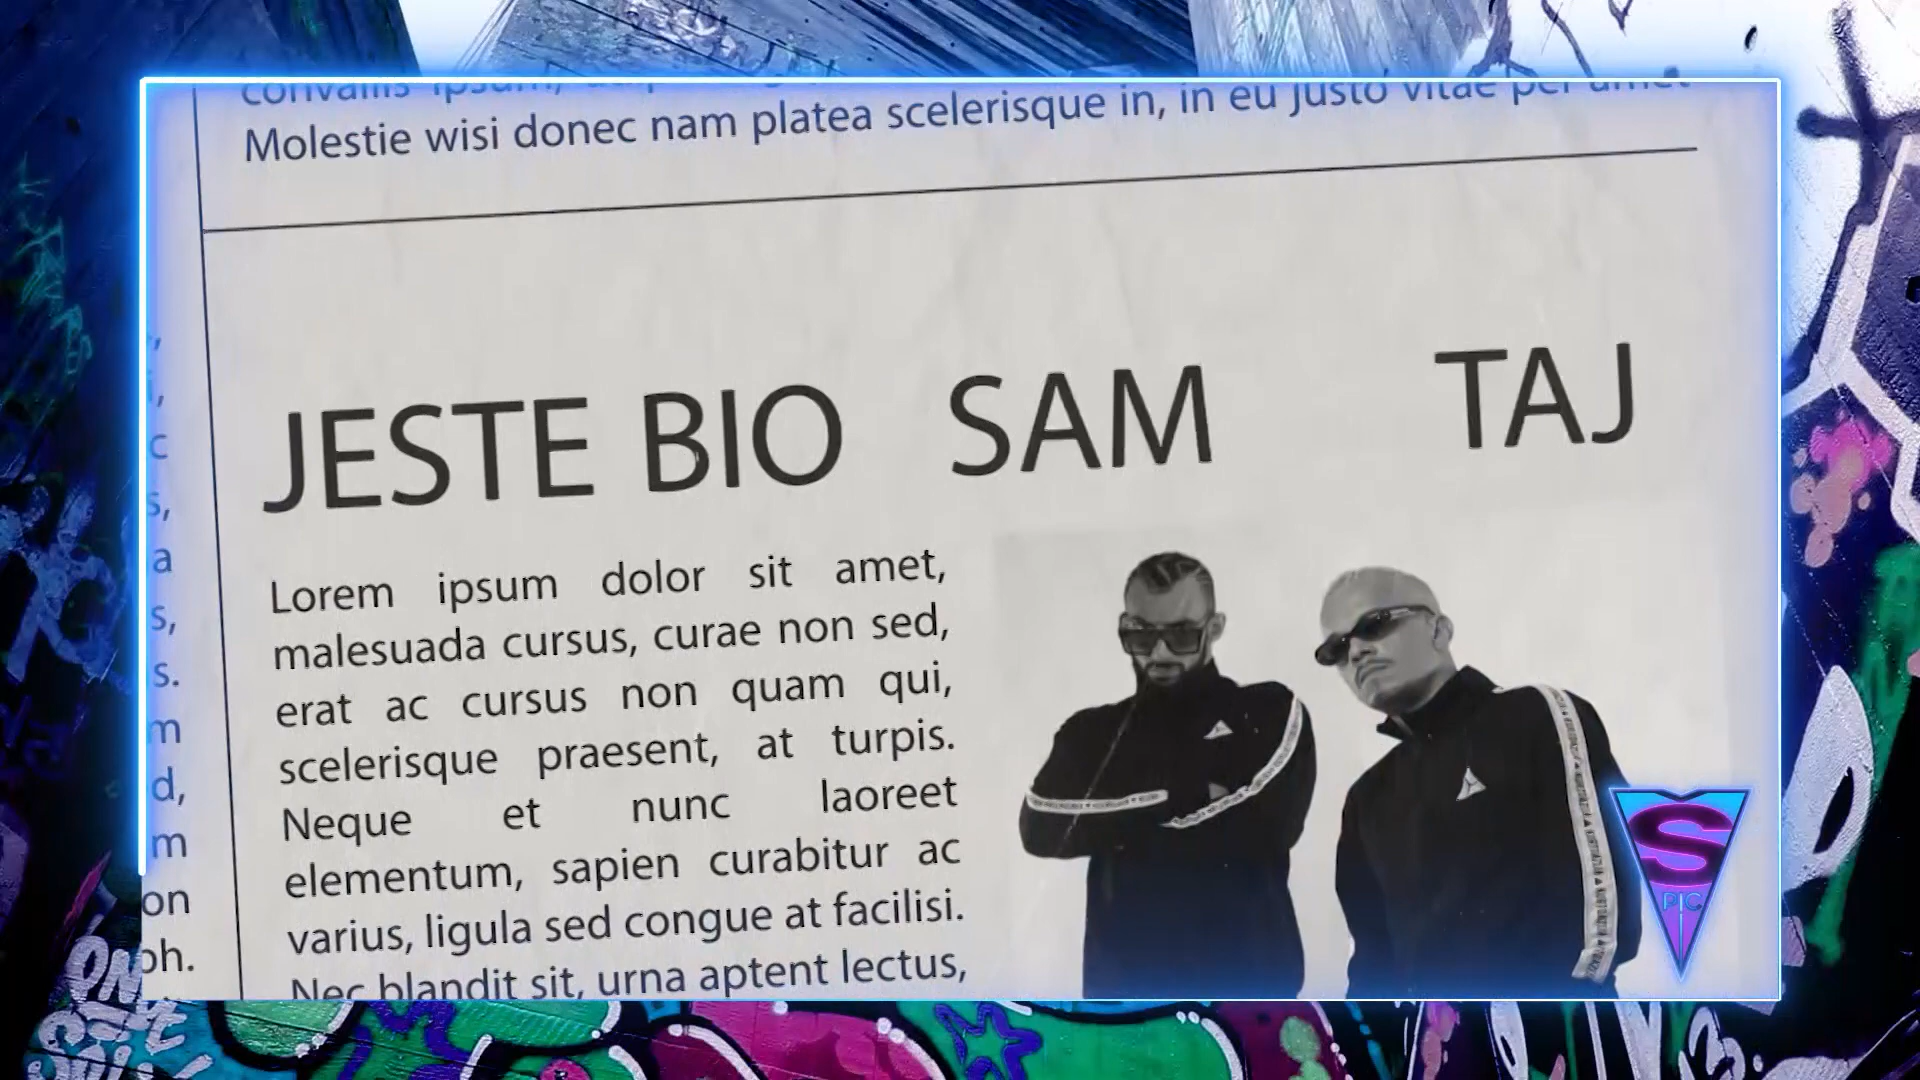 Molestie wisi donec nam platea scelerisque in, in eu justo vitae per amet
JESTE BIO SAM TAJ
Lorem ipsum dolor sit amet,
malesuada cursus, curae non sed,
erat ac cursus non quam qui,
scelerisque praesent, at turpis.
Neque et nunc laoreet
elementum, sapien curabitur ac
varius, ligula sed congue at facilisi.
Nec blandit sit, urna aptent lectus,
c
s,
a
s,
s.
m
d,
m
on
oh.
S
PIC